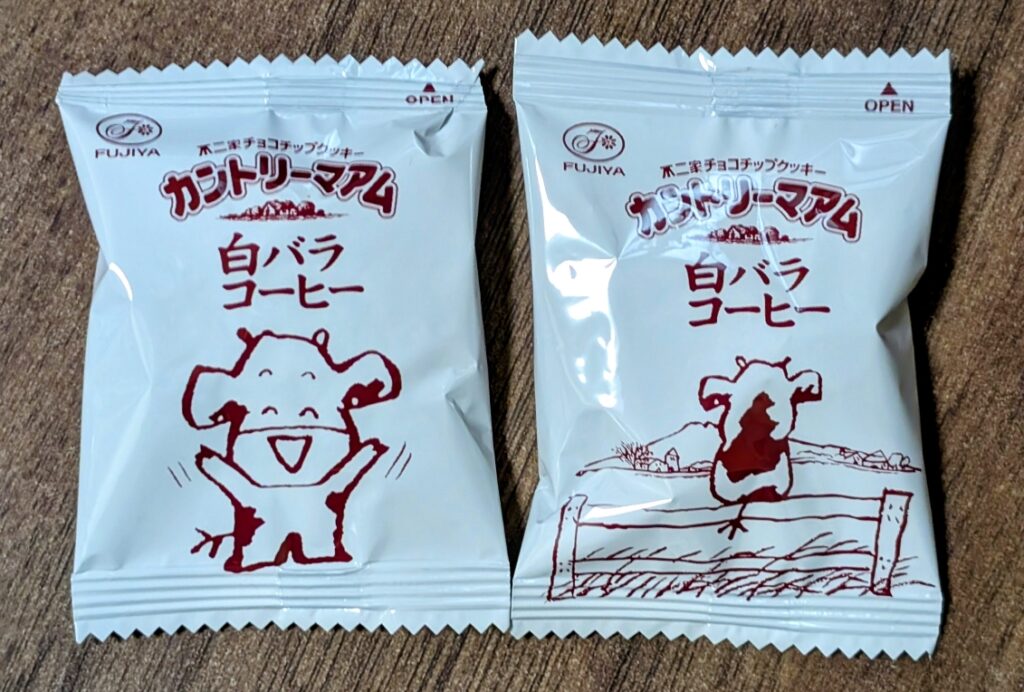 OPEN
FUJIYA
不二家チョコチップクッキー
カントリーマアム
白バラ
コーヒー
OPEN
FUJIYA
不二家チョコチップクッキー
カントリーマアム
白バラ
コーヒー